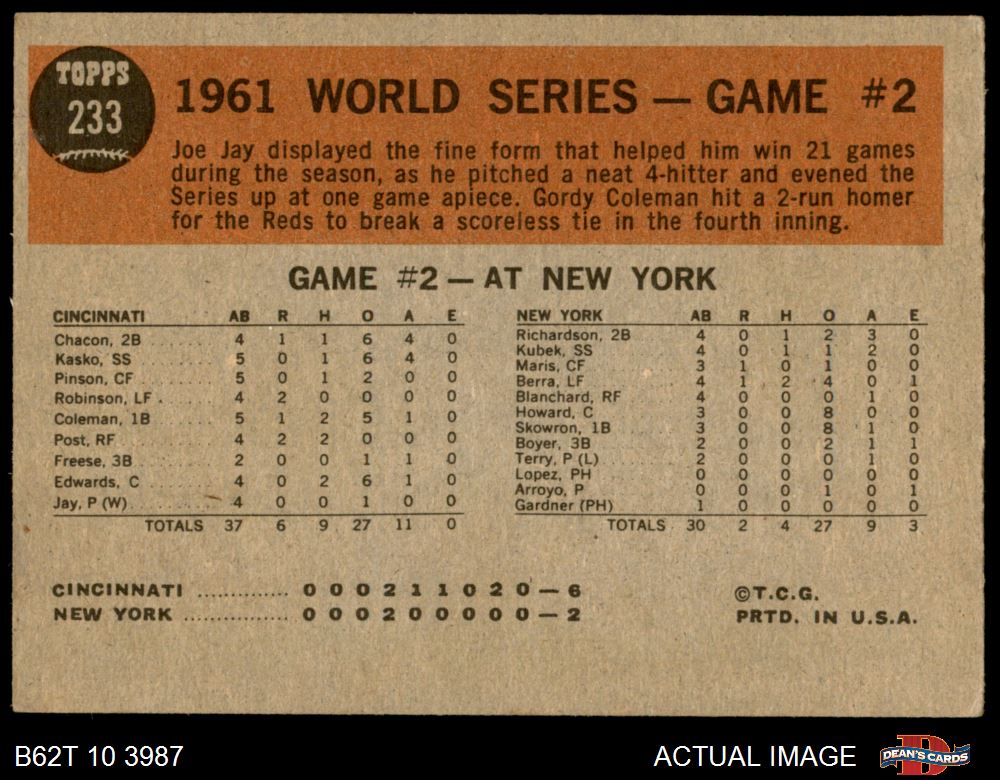 TOPPS
233
1961 WORLD SERIES — GAME #2
Joe Jay displayed the fine form that helped him win 21 games
during the season, as he pitched a neat 4-hitter and evened the
Series up at one game apiece. Gordy Coleman hit a 2-run homer
for the Reds to break a scoreless tie in the fourth inning.
GAME #2 — AT NEW YORK
CINCINNATI AB R H O A E
Chacon, 2B 4 1 1 6 4 0
Kasko, SS 5 0 1 6 4 0
Pinson, CF 5 0 1 2 0 0
Robinson, LF 4 2 0 0 0 0
Coleman, 1B 5 1 2 5 1 0
Post, RF 4 2 2 0 0 0
Freese, 3B 2 0 0 1 1 0
Edwards, C 4 0 2 6 1 0
Jay, P (W) 4 0 0 1 0 0
TOTALS 37 6 9 27 11 0
NEW YORK AB R H O A E
Richardson, 2B 4 0 1 2 3 0
Kubek, SS 4 0 1 1 2 0
Maris, CF 3 1 0 1 0 0
Berra, LF 4 1 2 4 0 1
Blanchard, RF 4 0 0 0 1 0
Howard, C 3 0 0 8 0 0
Skowron, 1B 3 0 0 8 1 0
Boyer, 3B 2 0 0 2 1 1
Terry, P (L) 2 0 0 0 1 0
Lopez, PH 0 0 0 0 0 0
Arroyo, P 0 0 0 1 0 1
Gardner (PH) 1 0 0 0 0 0
TOTALS 30 2 4 27 9 3
CINCINNATI .............. 0 0 0 2 1 1 0 2 0 — 6
NEW YORK ................ 0 0 0 2 0 0 0 0 0 — 2
©T.C.G.
PRTD. IN U.S.A.
B62T 10 3987
ACTUAL IMAGE
D
DEAN'S CARDS